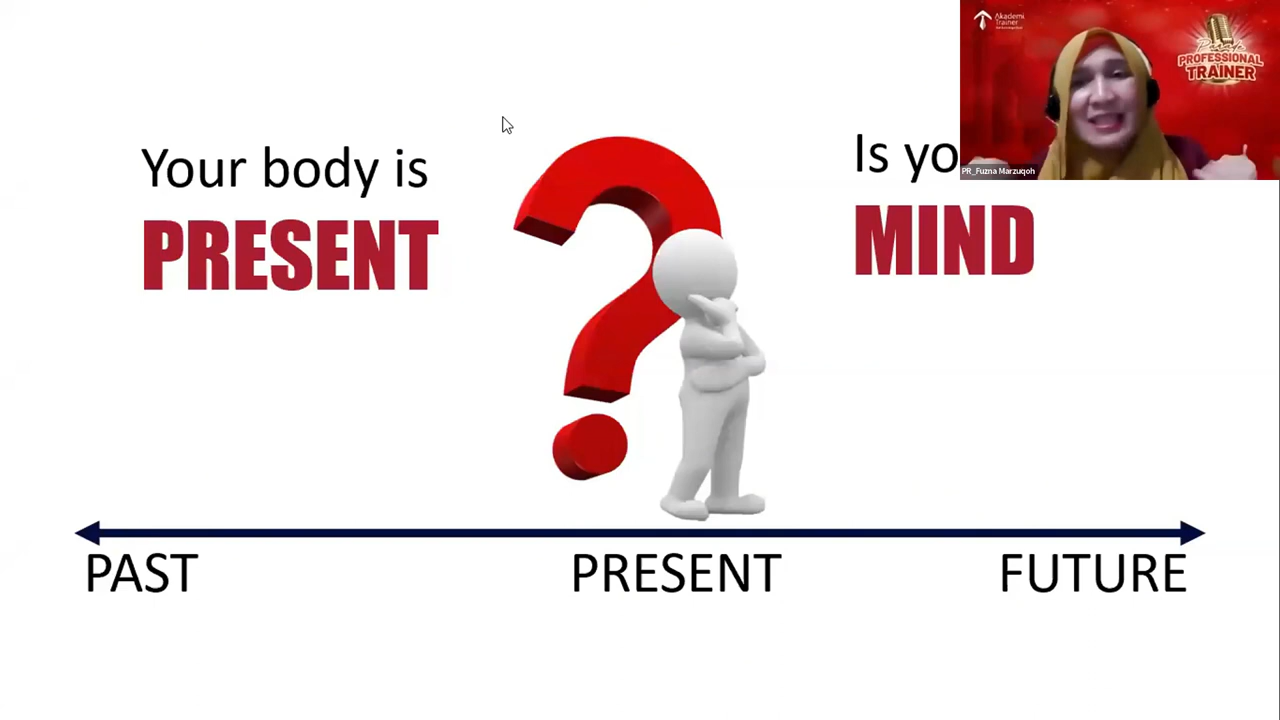 Your body is
PRESENT
Is yo
MIND
PAST
PRESENT
FUTURE
Akademi
Trainer
PROFESSIONAL
TRAINER
PR_Fuzna Marzuqoh